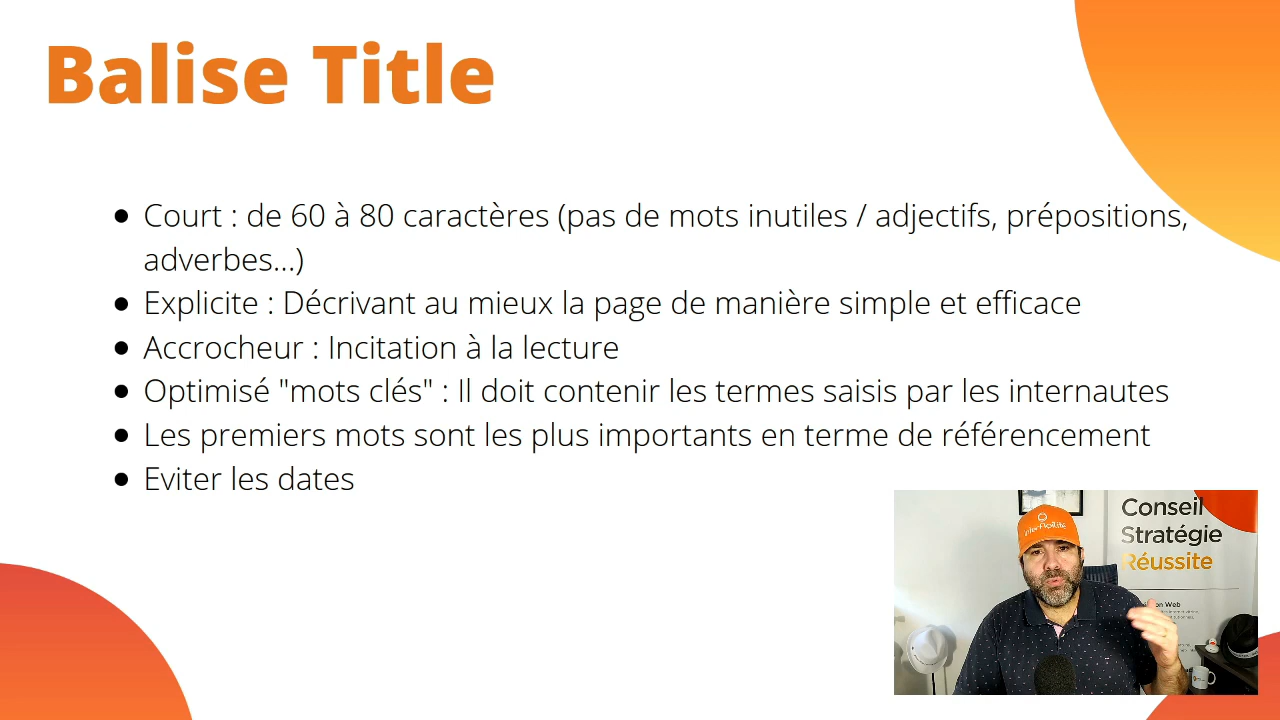 Balise Title
● Court : de 60 à 80 caractères (pas de mots inutiles / adjectifs, prépositions,
adverbes...)
● Explicite : Décrivant au mieux la page de manière simple et efficace
● Accrocheur : Incitation à la lecture
● Optimisé "mots clés" : Il doit contenir les termes saisis par les internautes
● Les premiers mots sont les plus importants en terme de référencement
● Eviter les dates
Conseil
Stratégie
Réussite
Web